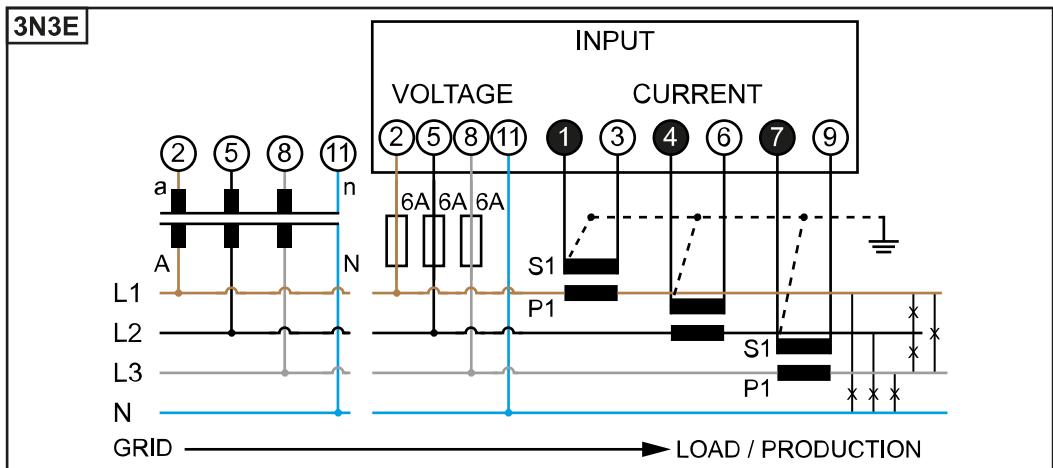 3N3E
INPUT
VOLTAGE CURRENT
2 5 8 11 1 3 4 6 7 9
2 5 8 11
a n
6A 6A 6A
A N
S1
L1
P1
L2
S1
L3
P1
N
GRID LOAD / PRODUCTION